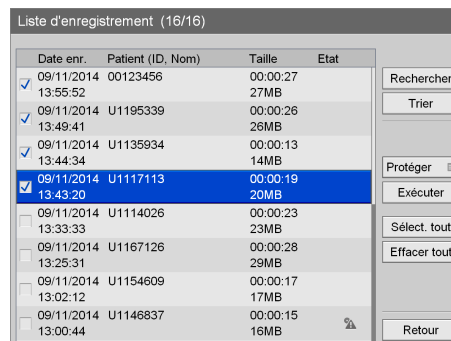 Liste d'enregistrement (16/16)
Date enr. Patient (ID, Nom) Taille Etat
09/11/2014 00123456 00:00:27
13:55:52 27MB
09/11/2014 U1195339 00:00:26
13:49:41 26MB
09/11/2014 U1135934 00:00:13
13:44:34 14MB
09/11/2014 U1117113 00:00:19
13:43:20 20MB
09/11/2014 U1114026 00:00:23
13:33:33 23MB
09/11/2014 U1167126 00:00:28
13:25:31 29MB
09/11/2014 U1154609 00:00:17
13:02:12 17MB
09/11/2014 U1146837 00:00:15
13:00:44 16MB
Rechercher
Trier
Protéger
Exécuter
Sélect. tout
Effacer tout
Retour